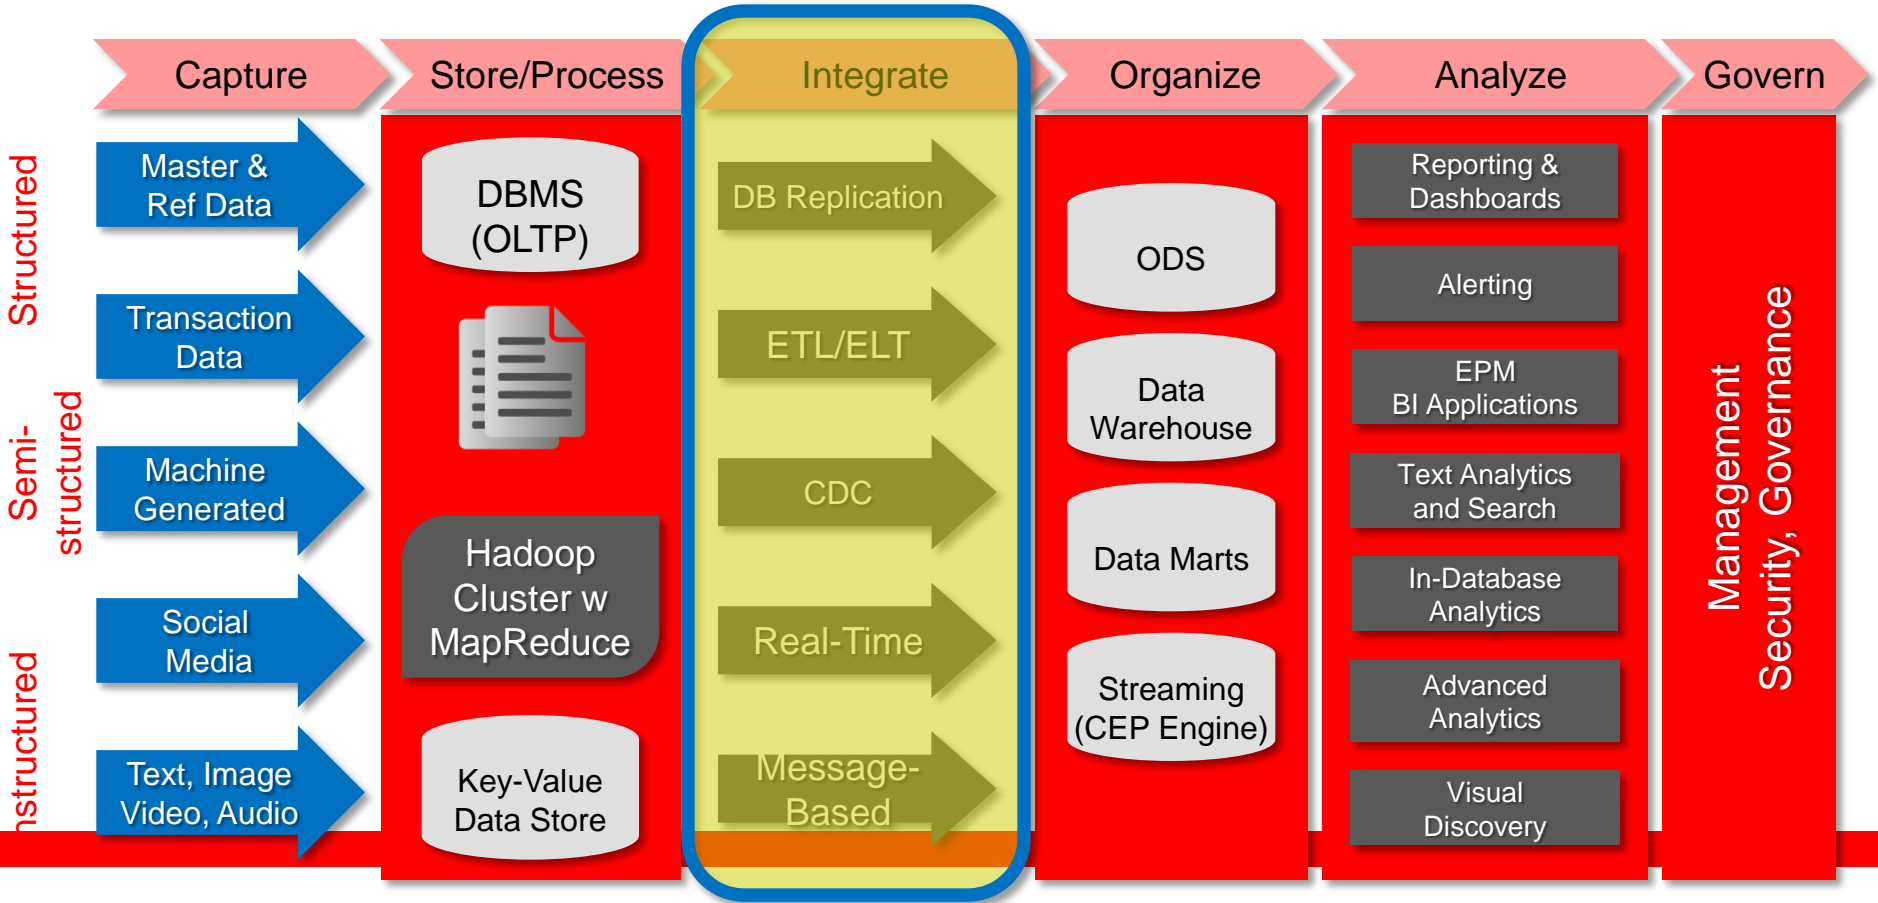 Capture
Store/Process
Integrate
Organize
Analyze
Govern
Structured
Semi-
structured
nstructured
Master &
Ref Data
Transaction
Data
Machine
Generated
Social
Media
Text, Image
Video, Audio
DBMS
(OLTP)
Hadoop
Cluster w
MapReduce
Key-Value
Data Store
DB Replication
ETL/ELT
CDC
Real-Time
Message-
Based
ODS
Data
Warehouse
Data Marts
Streaming
(CEP Engine)
Reporting &
Dashboards
Alerting
EPM
BI Applications
Text Analytics
and Search
In-Database
Analytics
Advanced
Analytics
Visual
Discovery
Management
Security, Governance